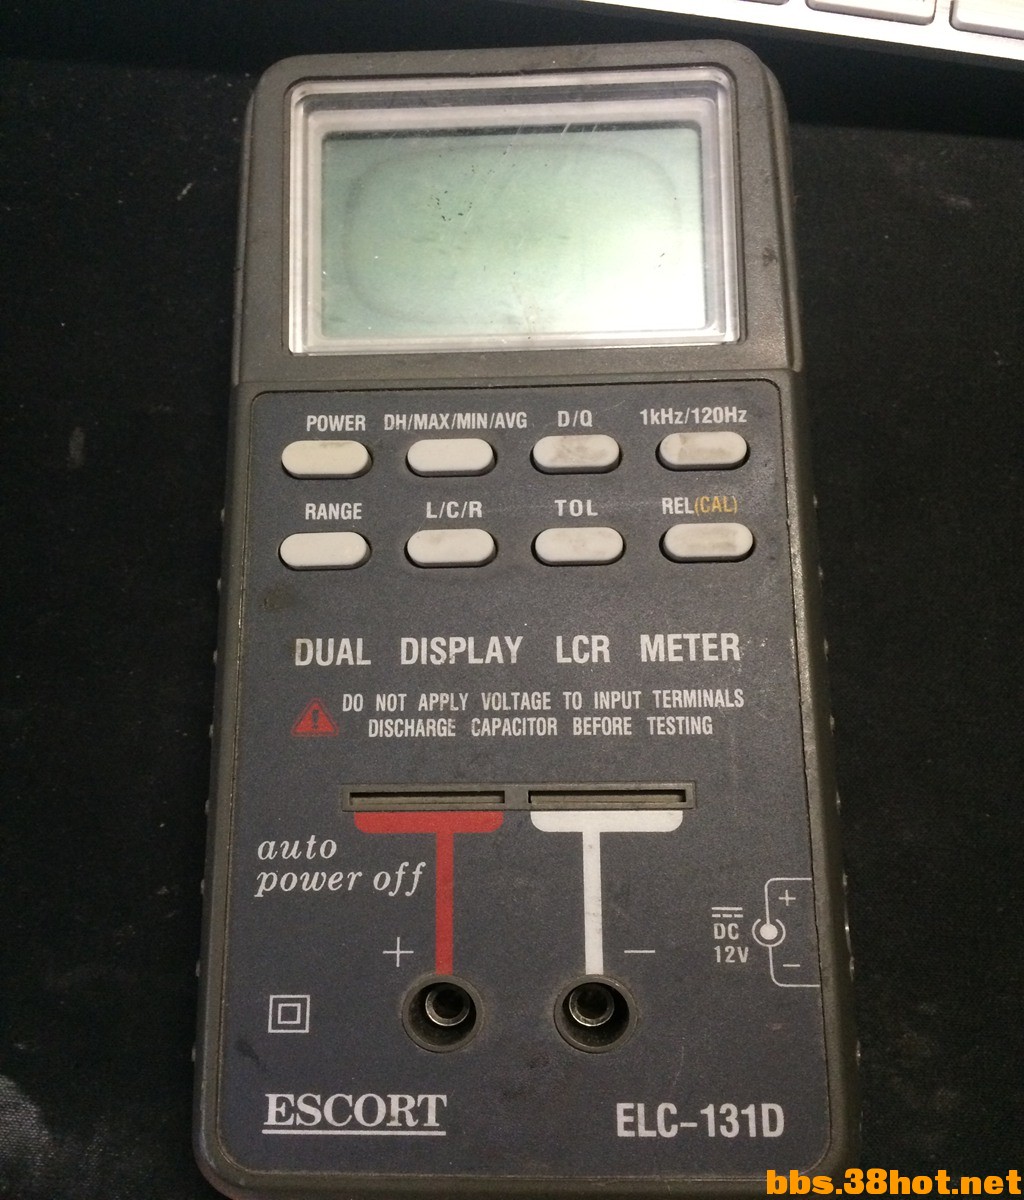 POWER DH/MAX/MIN/AVG D/Q 1kHz/120Hz
RANGE L/C/R TOL REL(CAL)
DUAL DISPLAY LCR METER
DO NOT APPLY VOLTAGE TO INPUT TERMINALS
DISCHARGE CAPACITOR BEFORE TESTING
auto
power off
+
DC
12V
+ −
−
ESCORT ELC-131D
bbs.38hot.net